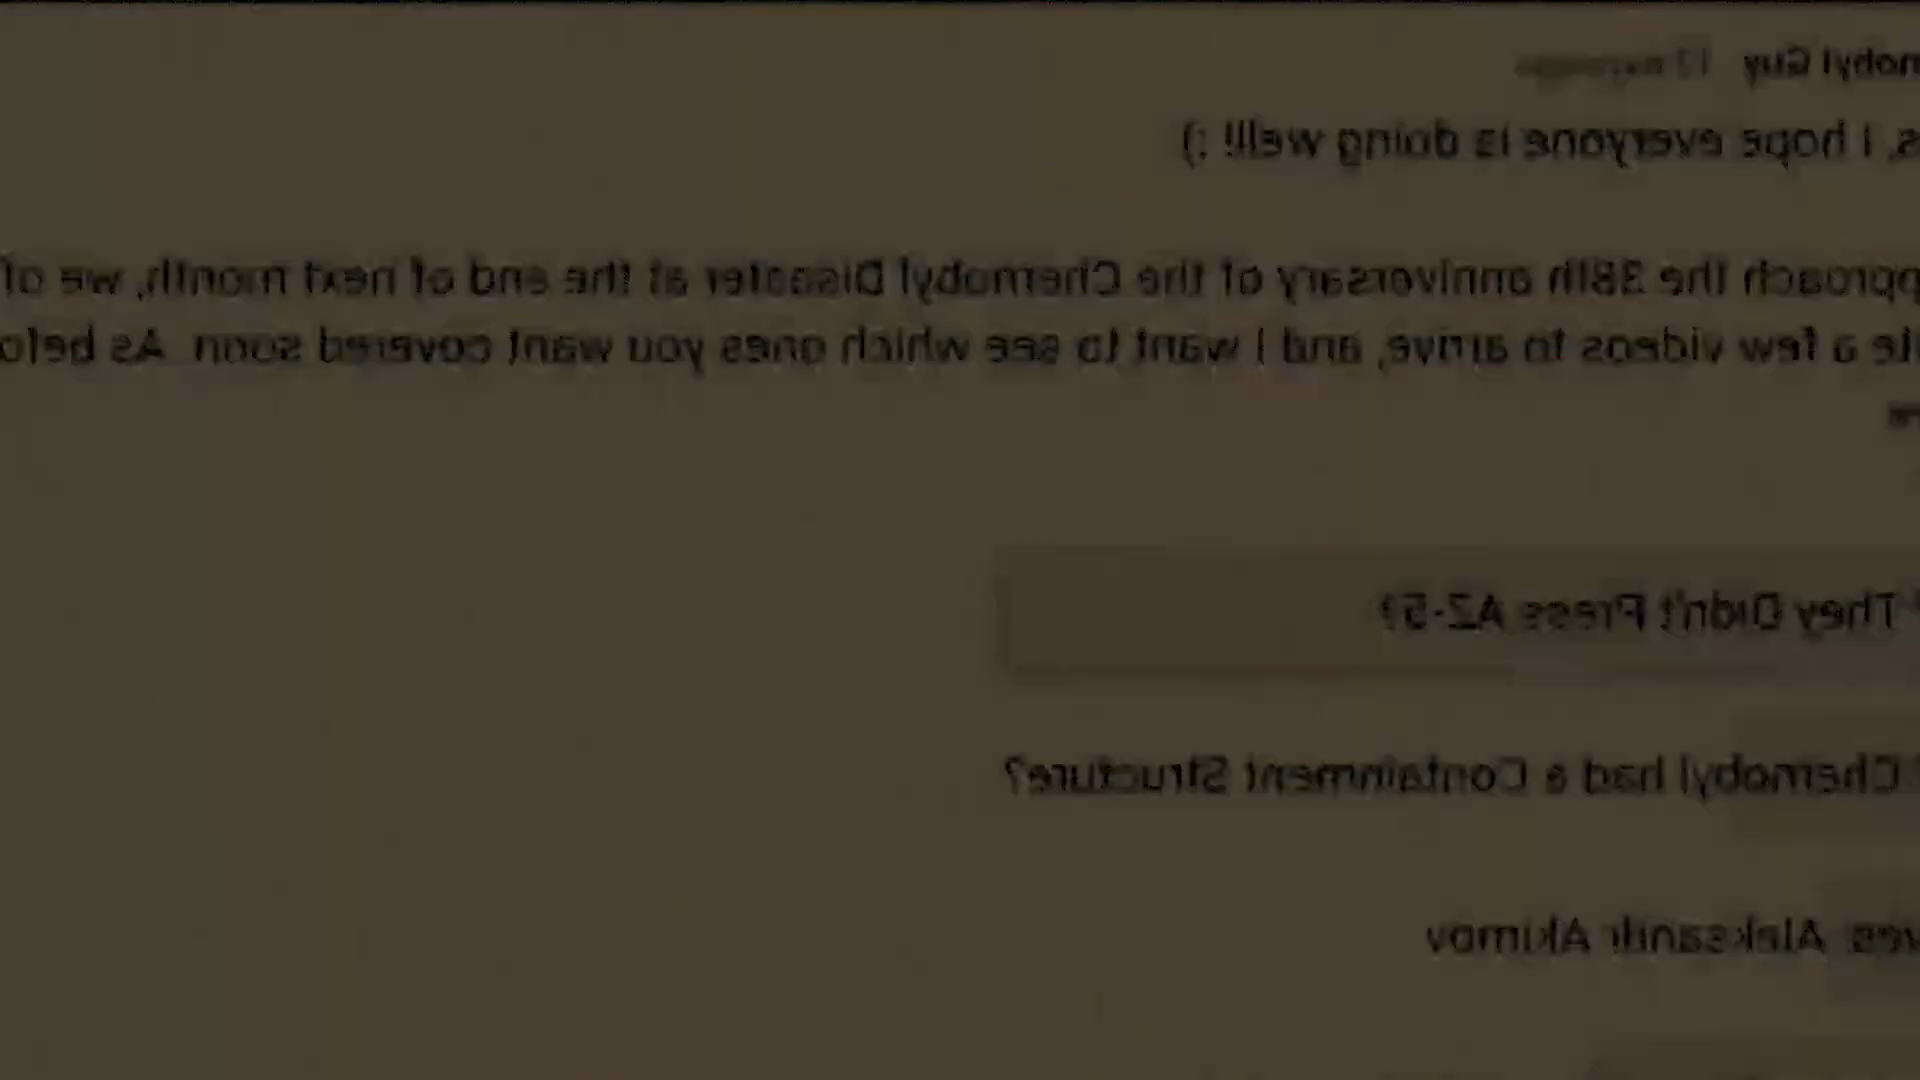 Guy
I hope everyone is doing well!! :)
the 38th anniversary of the Chernobyl Disaster at the end of next month, we
a few videos to arrive, and I want to see which ones you want covered soon. As
They Didn't Press AZ-5?
Chernobyl had a Containment Structure?
Aleksandr Akimov